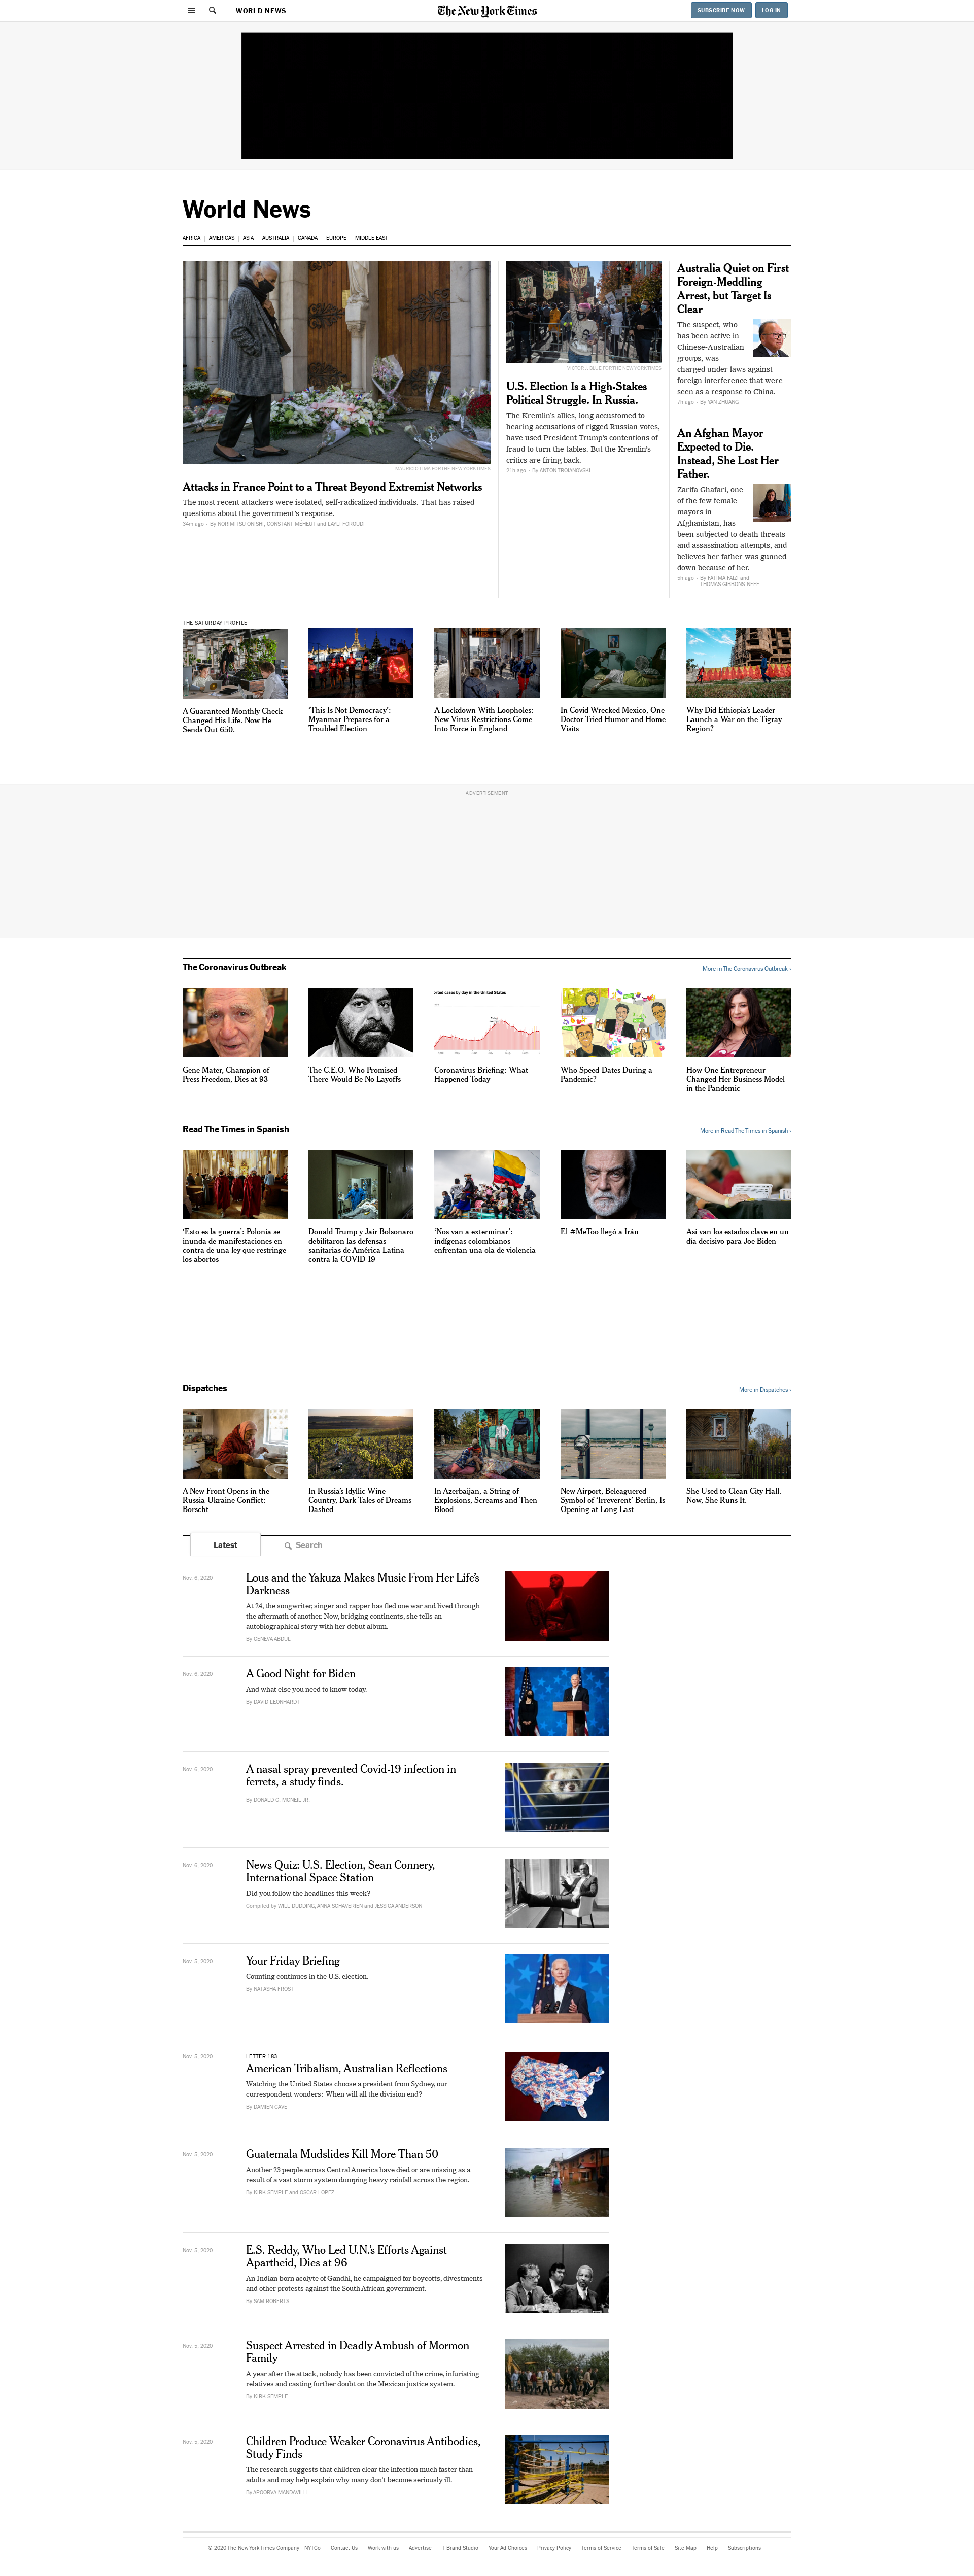 WORLD NEWS
The New York Times
SUBSCRIBE NOW
LOG IN
World News
AFRICA
AMERICAS
ASIA
AUSTRALIA
CANADA
EUROPE
MIDDLE EAST
MAURICIO LIMA FOR THE NEW YORK TIMES
Attacks in France Point to a Threat Beyond Extremist Networks
The most recent attackers were isolated, self-radicalized individuals. That has raised
questions about the government's response.
34m ago - By NORIMITSU ONISHI, CONSTANT MÉHEUT and LAYLI FOROUDI
VICTOR J. BLUE FOR THE NEW YORK TIMES
U.S. Election Is a High-Stakes
Political Struggle. In Russia.
The Kremlin's allies, long accustomed to
hearing accusations of rigged Russian votes,
have used President Trump's contentions of
fraud to turn the tables. But the Kremlin's
critics are firing back.
21h ago - By ANTON TROIANOVSKI
Australia Quiet on First
Foreign-Meddling
Arrest, but Target Is
Clear
The suspect, who
has been active in
Chinese-Australian
groups, was
charged under laws against
foreign interference that were
seen as a response to China.
7h ago - By YAN ZHUANG
An Afghan Mayor
Expected to Die.
Instead, She Lost Her
Father.
Zarifa Ghafari, one
of the few female
mayors in
Afghanistan, has
been subjected to death threats
and assassination attempts, and
believes her father was gunned
down because of her.
5h ago - By FATIMA FAIZI and
THOMAS GIBBONS-NEFF
THE SATURDAY PROFILE
A Guaranteed Monthly Check
Changed His Life. Now He
Sends Out 650.
'This Is Not Democracy':
Myanmar Prepares for a
Troubled Election
A Lockdown With Loopholes:
New Virus Restrictions Come
Into Force in England
In Covid-Wrecked Mexico, One
Doctor Tried Humor and Home
Visits
Why Did Ethiopia's Leader
Launch a War on the Tigray
Region?
ADVERTISEMENT
The Coronavirus Outbreak
More in The Coronavirus Outbreak ›
rted cases by day in the United States
Gene Mater, Champion of
Press Freedom, Dies at 93
The C.E.O. Who Promised
There Would Be No Layoffs
Coronavirus Briefing: What
Happened Today
Who Speed-Dates During a
Pandemic?
How One Entrepreneur
Changed Her Business Model
in the Pandemic
Read The Times in Spanish
More in Read The Times in Spanish ›
'Esto es la guerra': Polonia se
inunda de manifestaciones en
contra de una ley que restringe
los abortos
Donald Trump y Jair Bolsonaro
debilitaron las defensas
sanitarias de América Latina
contra la COVID-19
'Nos van a exterminar':
indígenas colombianos
enfrentan una ola de violencia
El #MeToo llegó a Irán
Así van los estados clave en un
día decisivo para Joe Biden
Dispatches
More in Dispatches ›
A New Front Opens in the
Russia-Ukraine Conflict:
Borscht
In Russia's Idyllic Wine
Country, Dark Tales of Dreams
Dashed
In Azerbaijan, a String of
Explosions, Screams and Then
Blood
New Airport, Beleaguered
Symbol of 'Irreverent' Berlin, Is
Opening at Long Last
She Used to Clean City Hall.
Now, She Runs It.
Latest
Search
Nov. 6, 2020
Lous and the Yakuza Makes Music From Her Life's
Darkness
At 24, the songwriter, singer and rapper has fled one war and lived through
the aftermath of another. Now, bridging continents, she tells an
autobiographical story with her debut album.
By GENEVA ABDUL
Nov. 6, 2020
A Good Night for Biden
And what else you need to know today.
By DAVID LEONHARDT
Nov. 6, 2020
A nasal spray prevented Covid-19 infection in
ferrets, a study finds.
By DONALD G. MCNEIL JR.
Nov. 6, 2020
News Quiz: U.S. Election, Sean Connery,
International Space Station
Did you follow the headlines this week?
Compiled by WILL DUDDING, ANNA SCHAVERIEN and JESSICA ANDERSON
Nov. 5, 2020
Your Friday Briefing
Counting continues in the U.S. election.
By NATASHA FROST
Nov. 5, 2020
LETTER 183
American Tribalism, Australian Reflections
Watching the United States choose a president from Sydney, our
correspondent wonders: When will all the division end?
By DAMIEN CAVE
Nov. 5, 2020
Guatemala Mudslides Kill More Than 50
Another 23 people across Central America have died or are missing as a
result of a vast storm system dumping heavy rainfall across the region.
By KIRK SEMPLE and OSCAR LOPEZ
Nov. 5, 2020
E.S. Reddy, Who Led U.N.'s Efforts Against
Apartheid, Dies at 96
An Indian-born acolyte of Gandhi, he campaigned for boycotts, divestments
and other protests against the South African government.
By SAM ROBERTS
Nov. 5, 2020
Suspect Arrested in Deadly Ambush of Mormon
Family
A year after the attack, nobody has been convicted of the crime, infuriating
relatives and casting further doubt on the Mexican justice system.
By KIRK SEMPLE
Nov. 5, 2020
Children Produce Weaker Coronavirus Antibodies,
Study Finds
The research suggests that children clear the infection much faster than
adults and may help explain why many don't become seriously ill.
By APOORVA MANDAVILLI
© 2020 The New York Times Company
NYTCo
Contact Us
Work with us
Advertise
T Brand Studio
Your Ad Choices
Privacy Policy
Terms of Service
Terms of Sale
Site Map
Help
Subscriptions